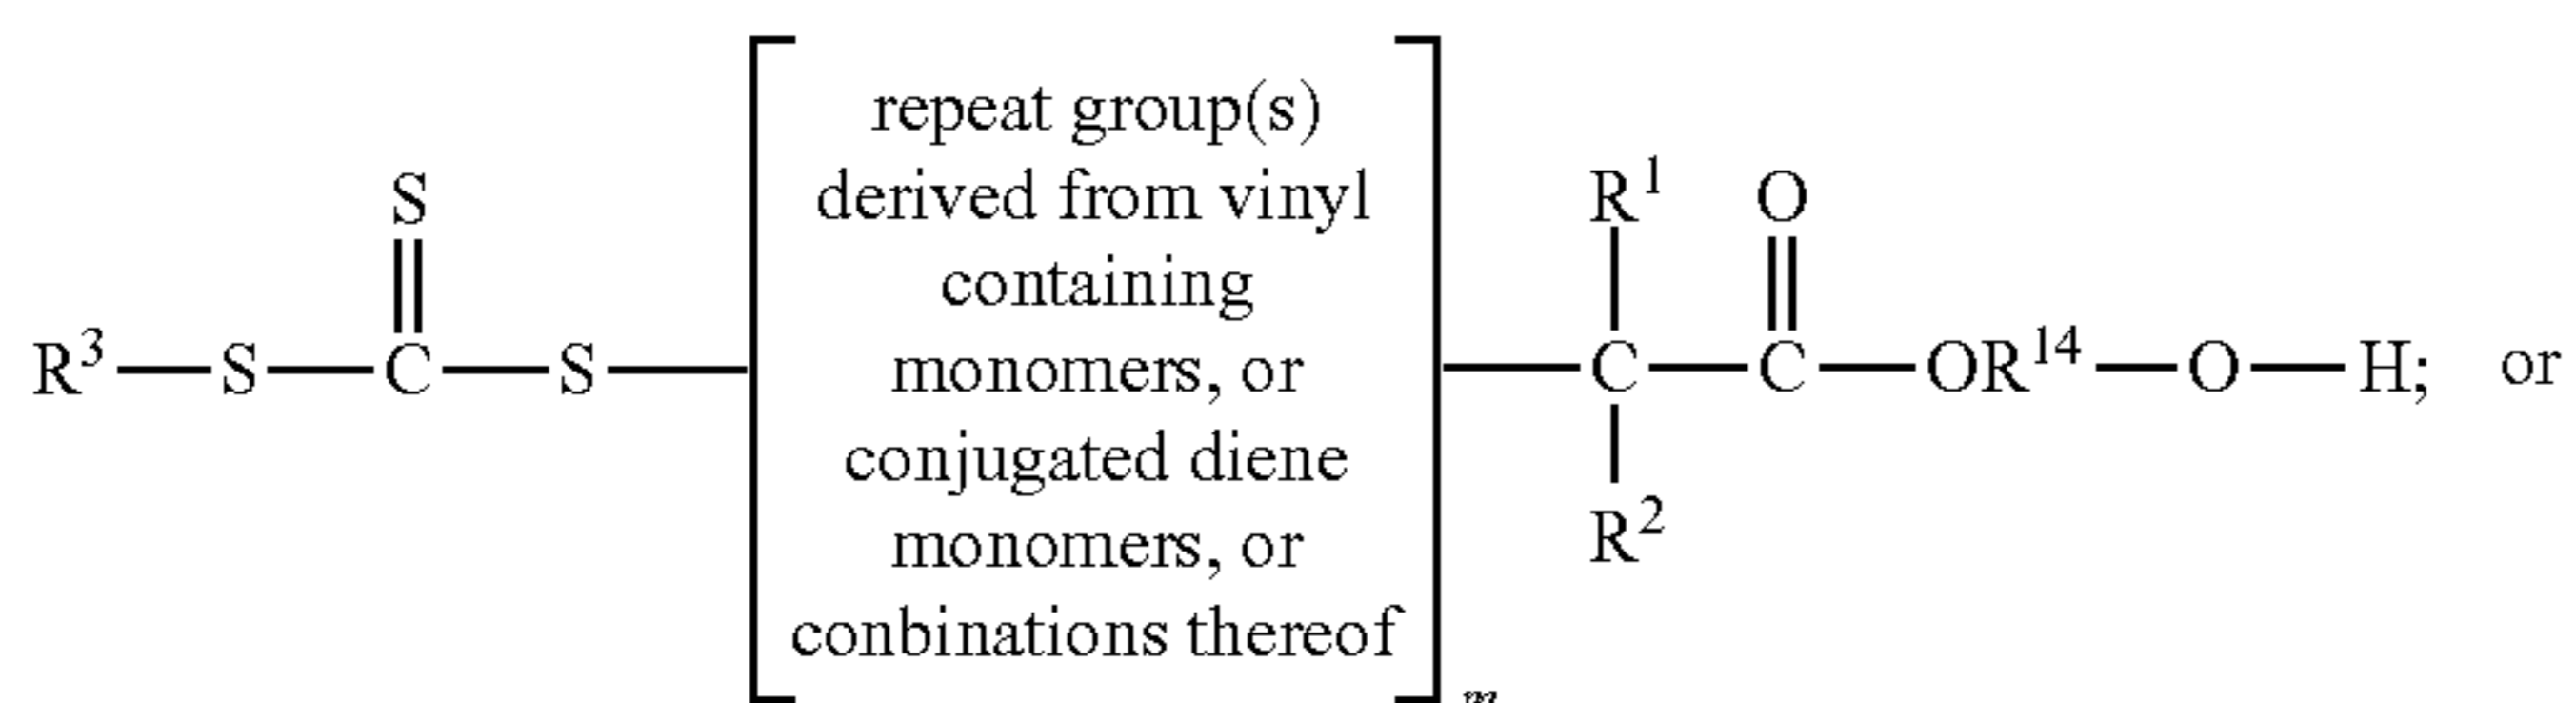 repeat group(s)
derived from vinyl
containing
monomers, or
conjugated diene
monomers, or
conbinations thereof
S
R¹ O
R³—S—C—S— —C—C—OR¹⁴—O—H; or
R²
m